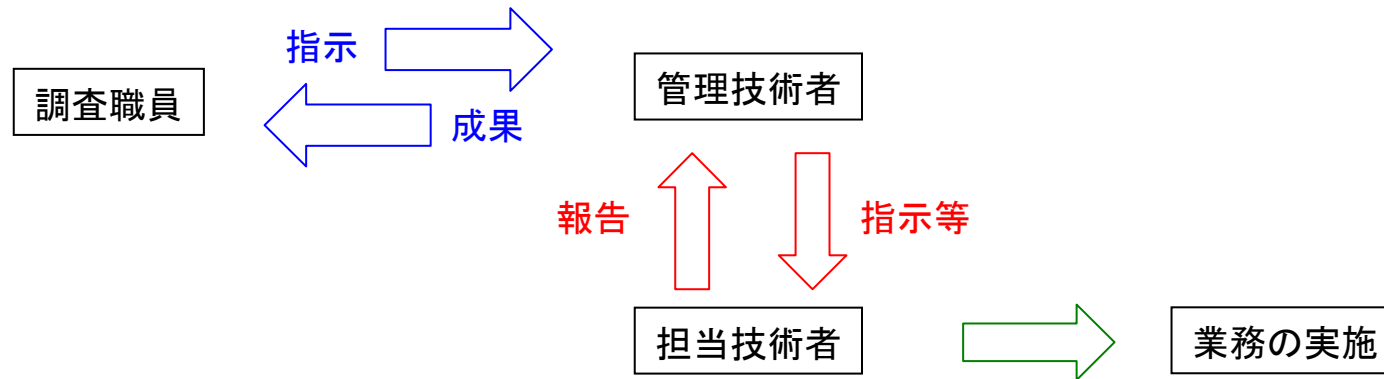 指示
調査職員
管理技術者
成果
報告
指示等
担当技術者
業務の実施